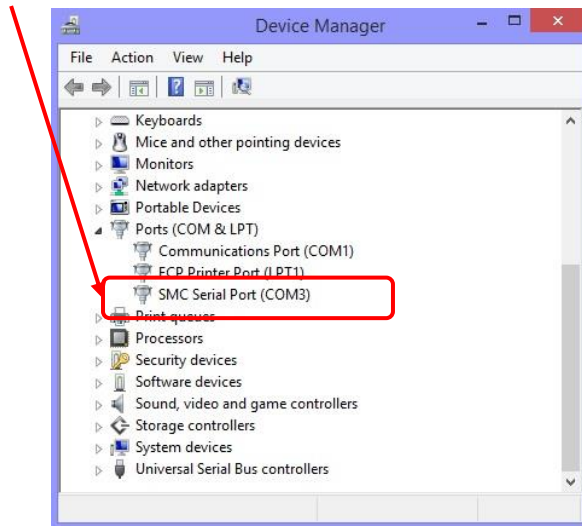 Device Manager
File Action View Help
Keyboards
Mice and other pointing devices
Monitors
Network adapters
Portable Devices
Ports (COM & LPT)
Communications Port (COM1)
ECP Printer Port (LPT1)
SMC Serial Port (COM3)
Print queues
Processors
Security devices
Software devices
Sound, video and game controllers
Storage controllers
System devices
Universal Serial Bus controllers